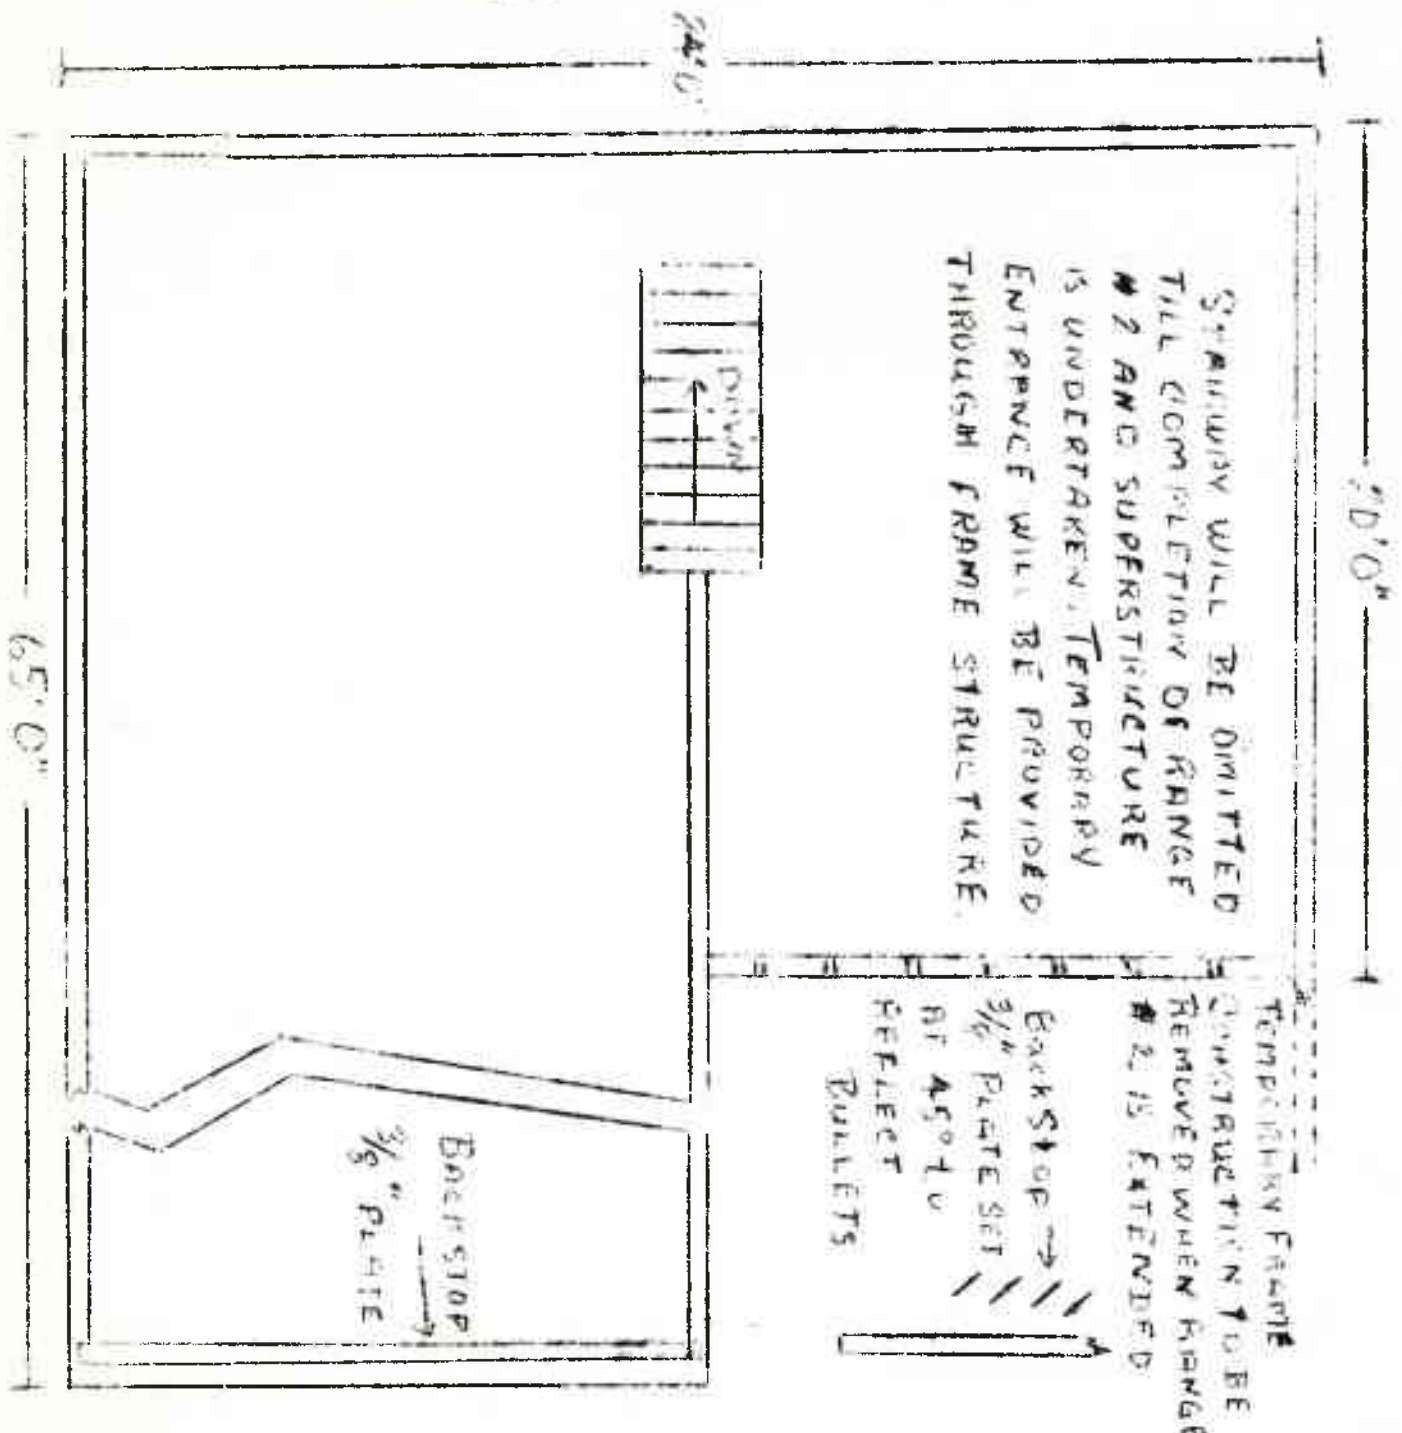 24'0"
20'0"
STAIRWAY WILL BE OMITTED
TILL COMPLETION OF RANGE
#2 AND SUPERSTRUCTURE
IS UNDERTAKEN. TEMPORARY
ENTRANCE WILL BE PROVIDED
THROUGH FRAME STRUCTURE.
DOWN
TEMPORARY FRAME
CONSTRUCTION TO BE
REMOVED WHEN RANGE
#2 IS EXTENDED
BACKSTOP →
PLATE SET
AT 45° TO
REFLECT
BULLETS
BACKSTOP
3/8" PLATE
65'0"